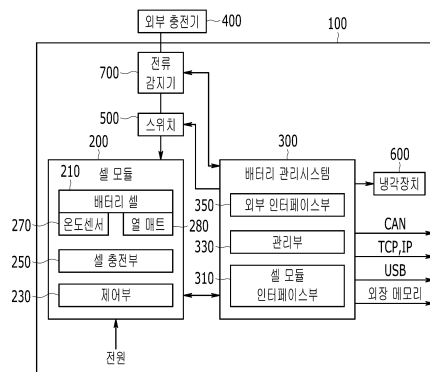 외부 충전기
400
100
700
전류
감지기
500
스위치
200
300
210
셀 모듈
배터리 관리시스템
600
냉각장치
배터리 셀
350
외부 인터페이스부
270
온도센서
열 매트
280
CAN
330
관리부
TCP,IP
250
셀 충전부
310
셀 모듈
인터페이스부
USB
230
제어부
외장 메모리
전원